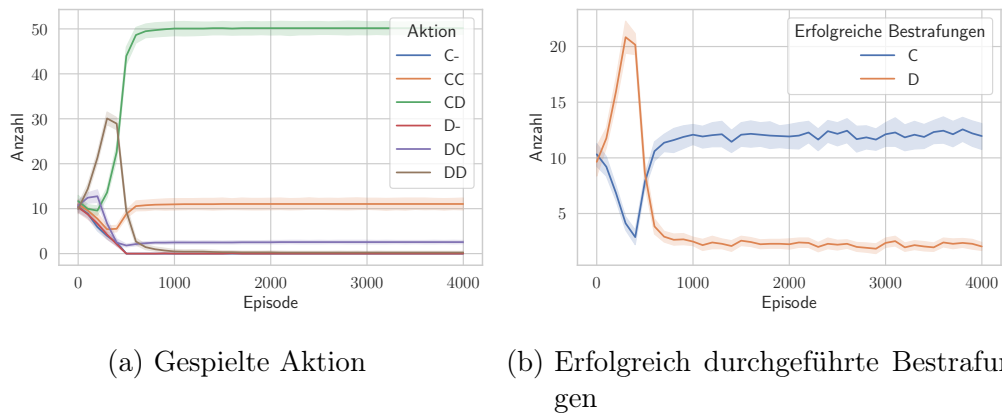 50
40
30
20
10
0
Anzahl
Aktion
C-
CC
CD
D-
DC
DD
0
1000
2000
3000
4000
Episode
20
15
10
5
Anzahl
Erfolgreiche Bestrafungen
C
D
0
1000
2000
3000
4000
Episode
(a) Gespielte Aktion
(b) Erfolgreich durchgeführte Bestrafun-
gen